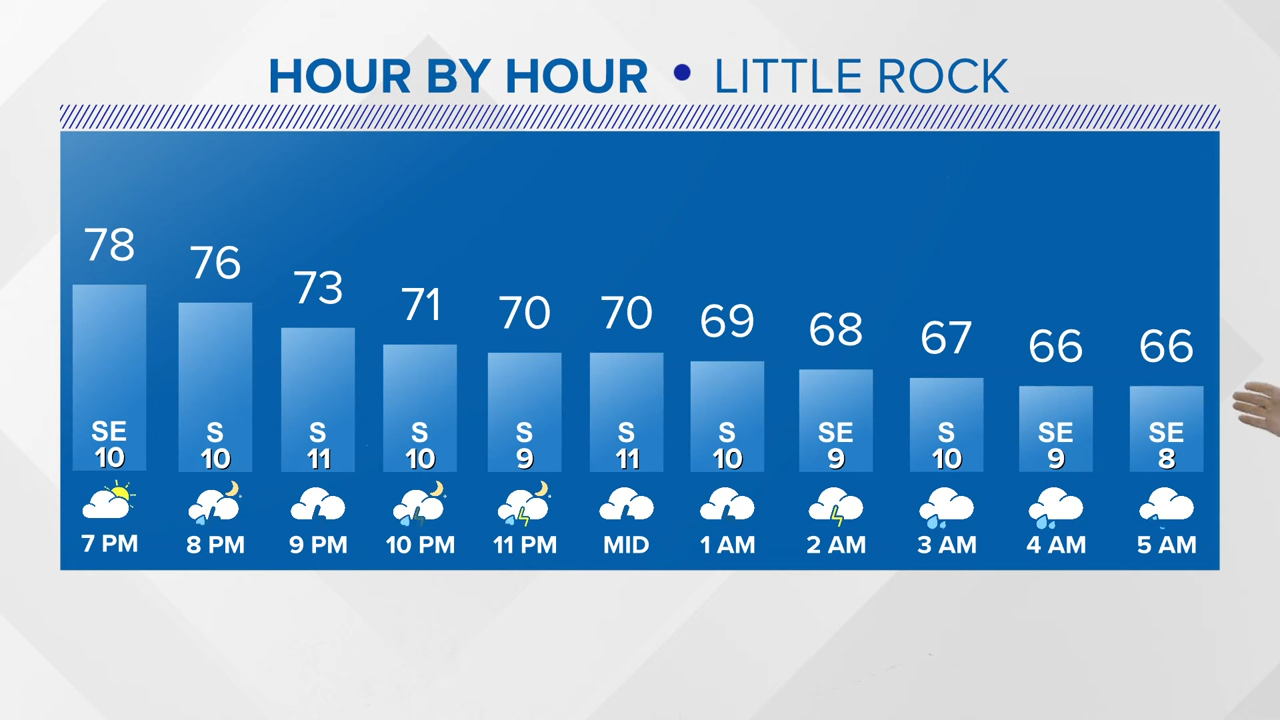 HOUR BY HOUR • LITTLE ROCK
78 76 73 71 70 70 69 68 67 66 66
SE S S S S S S SE S SE SE
10 10 11 10 9 11 10 9 10 9 8
7 PM 8 PM 9 PM 10 PM 11 PM MID 1 AM 2 AM 3 AM 4 AM 5 AM